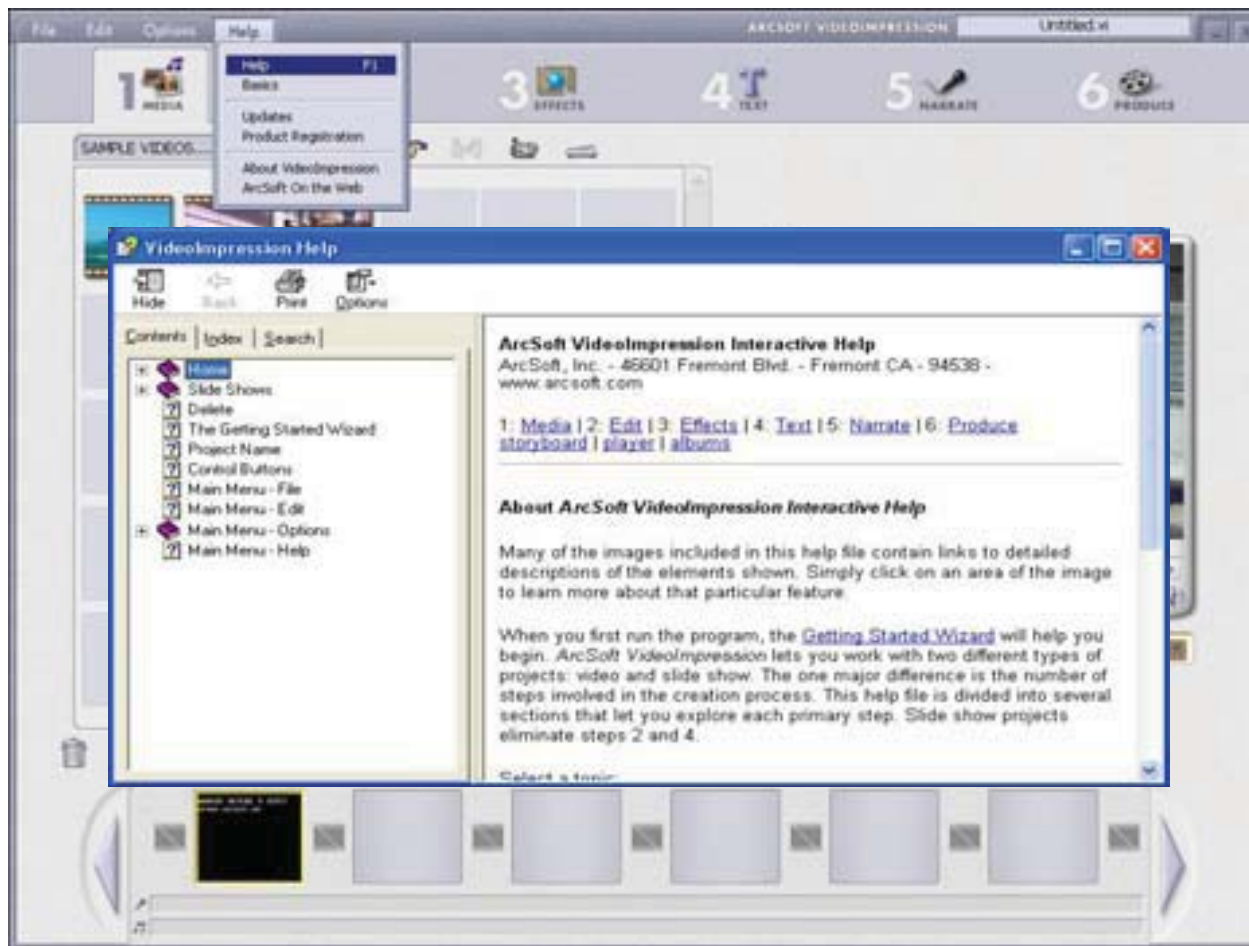 File Edit Options Help
ARCSOFT VIDEOIMPRESSION
Untitled.vi
Help F1
Basics
Updates
Product Registration
About VideoImpression
ArcSoft On the Web
1 MEDIA
3 EFFECTS
4 TEXT
5 NARRATE
6 PRODUCE
SAMPLE VIDEOS...
VideoImpression Help
Hide Back Print Options
Contents Index Search
Home
Slide Shows
Delete
The Getting Started Wizard
Project Name
Control Buttons
Main Menu - File
Main Menu - Edit
Main Menu - Options
Main Menu - Help
ArcSoft VideoImpression Interactive Help
ArcSoft, Inc. - 46601 Fremont Blvd. - Fremont CA - 94538 -
www.arcsoft.com
1: Media | 2: Edit | 3: Effects | 4: Text | 5: Narrate | 6: Produce
storyboard | player | albums
About ArcSoft VideoImpression Interactive Help
Many of the images included in this help file contain links to detailed
descriptions of the elements shown. Simply click on an area of the image
to learn more about that particular feature.
When you first run the program, the Getting Started Wizard will help you
begin. ArcSoft VideoImpression lets you work with two different types of
projects: video and slide show. The one major difference is the number of
steps involved in the creation process. This help file is divided into several
sections that let you explore each primary step. Slide show projects
eliminate steps 2 and 4.
Select a topic: